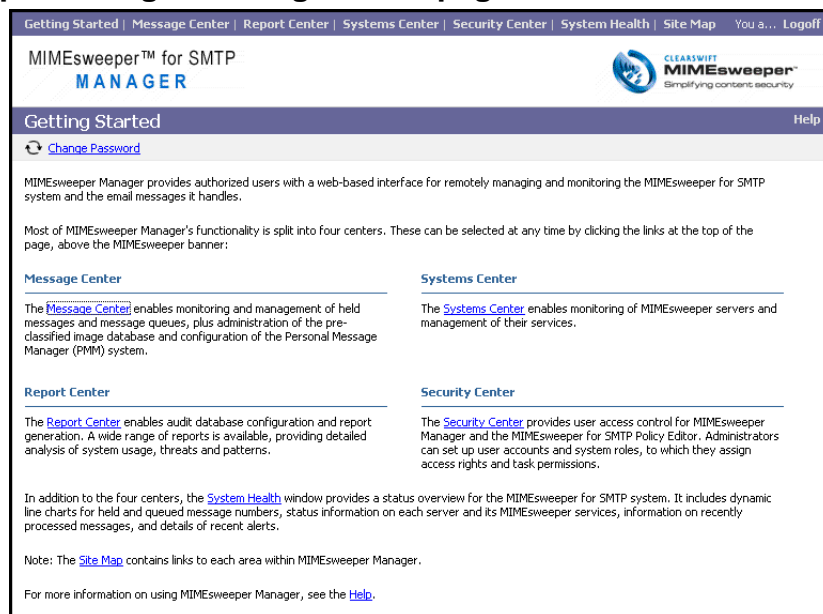 Getting Started | Message Center | Report Center | Systems Center | Security Center | System Health | Site Map You a... Logoff
MIMEsweeper™ for SMTP
MANAGER
CLEARSWIFT
MIMEsweeper™
Simplifying content security
Getting Started Help
Change Password
MIMEsweeper Manager provides authorized users with a web-based interface for remotely managing and monitoring the MIMEsweeper for SMTP
system and the email messages it handles.
Most of MIMEsweeper Manager's functionality is split into four centers. These can be selected at any time by clicking the links at the top of the
page, above the MIMEsweeper banner:
Message Center
The Message Center enables monitoring and management of held
messages and message queues, plus administration of the pre-
classified image database and configuration of the Personal Message
Manager (PMM) system.
Systems Center
The Systems Center enables monitoring of MIMEsweeper servers and
management of their services.
Report Center
The Report Center enables audit database configuration and report
generation. A wide range of reports is available, providing detailed
analysis of system usage, threats and patterns.
Security Center
The Security Center provides user access control for MIMEsweeper
Manager and the MIMEsweeper for SMTP Policy Editor. Administrators
can set up user accounts and system roles, to which they assign
access rights and task permissions.
In addition to the four centers, the System Health window provides a status overview for the MIMEsweeper for SMTP system. It includes dynamic
line charts for held and queued message numbers, status information on each server and its MIMEsweeper services, information on recently
processed messages, and details of recent alerts.
Note: The Site Map contains links to each area within MIMEsweeper Manager.
For more information on using MIMEsweeper Manager, see the Help.